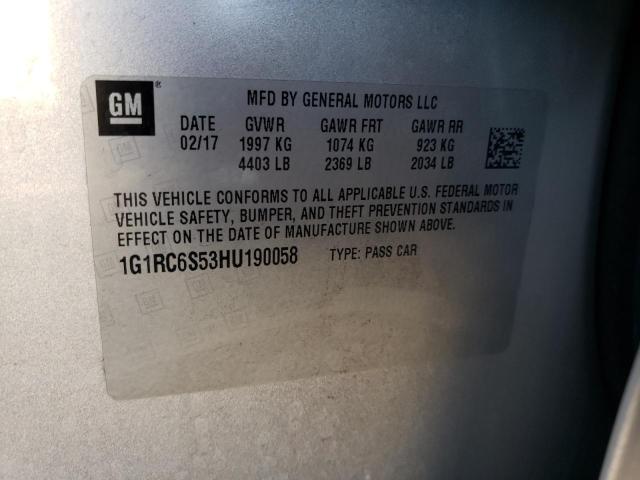 GM ®
MFD BY GENERAL MOTORS LLC
DATE GVWR GAWR FRT GAWR RR
02/17 1997 KG 1074 KG 923 KG
4403 LB 2369 LB 2034 LB
THIS VEHICLE CONFORMS TO ALL APPLICABLE U.S. FEDERAL MOTOR
VEHICLE SAFETY, BUMPER, AND THEFT PREVENTION STANDARDS IN
EFFECT ON THE DATE OF MANUFACTURE SHOWN ABOVE.
1G1RC6S53HU190058 TYPE: PASS CAR